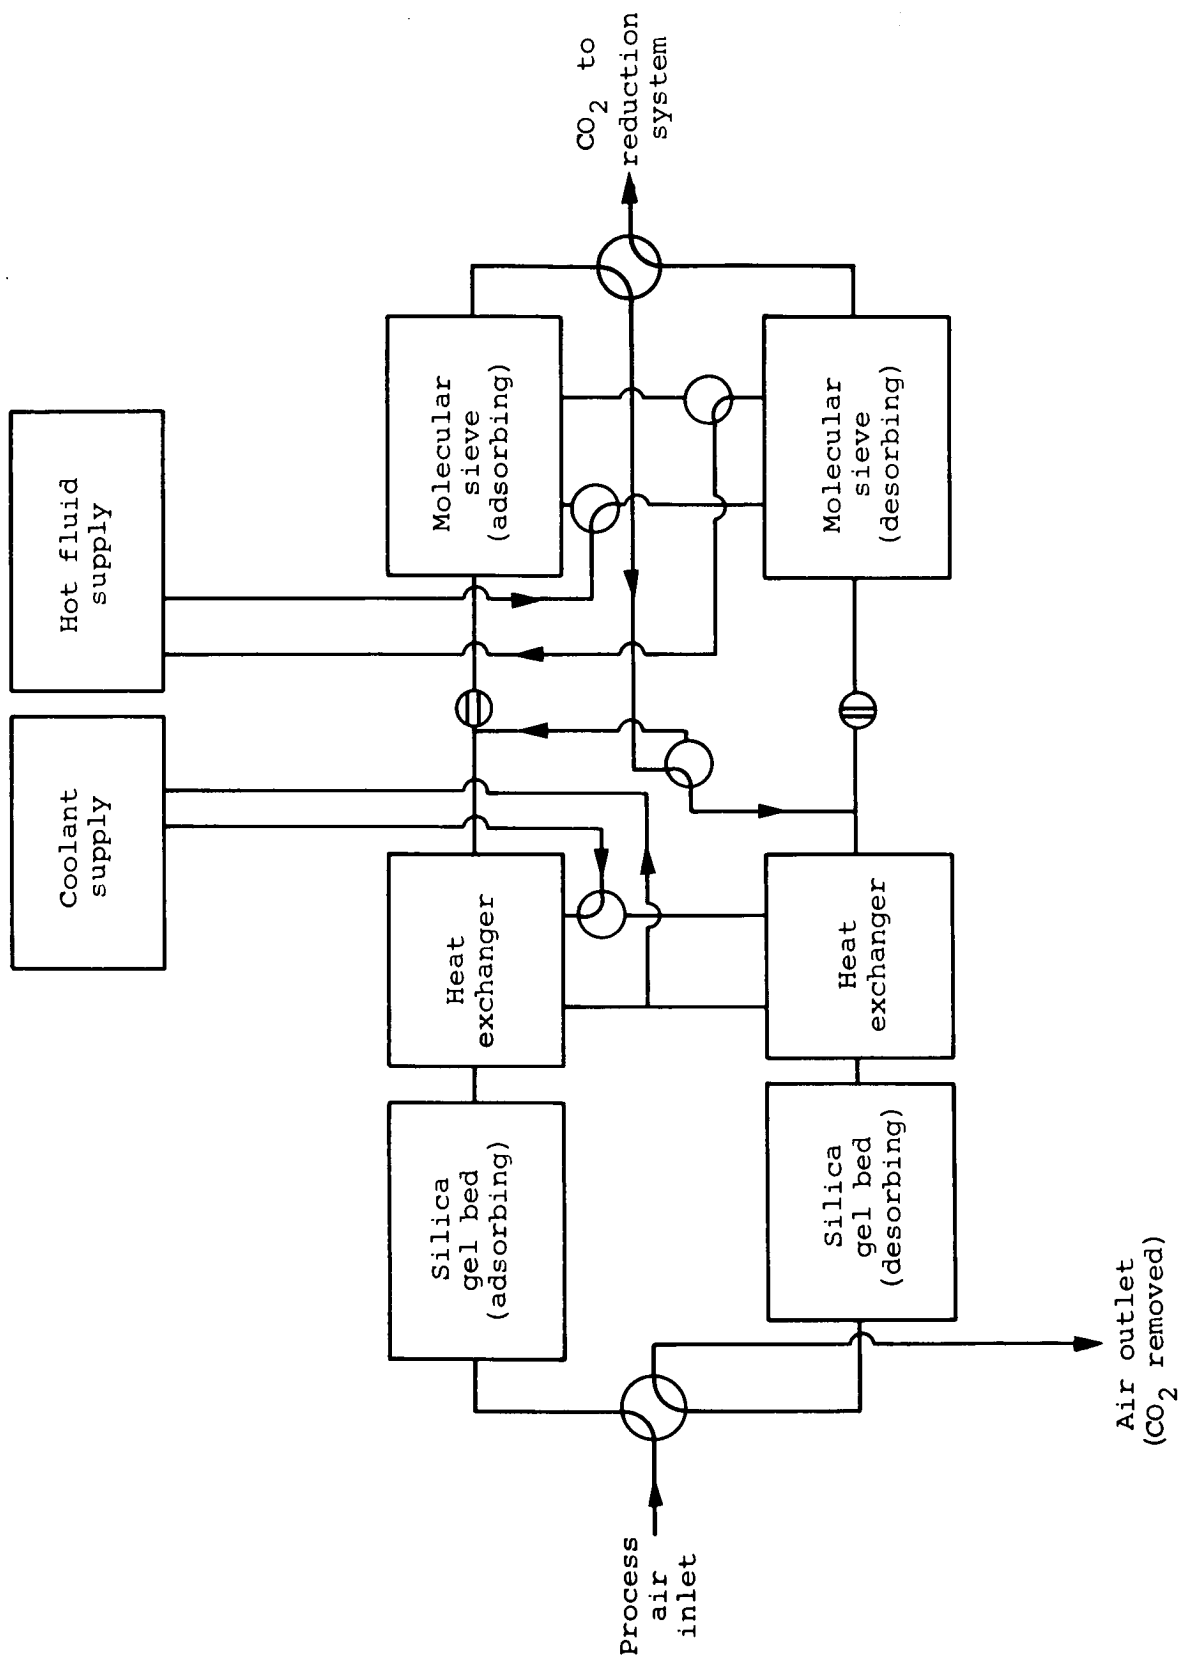 Coolant
supply
Hot fluid
supply
Silica
gel bed
(adsorbing)
Heat
exchanger
Molecular
sieve
(adsorbing)
Process
air
inlet
CO2 to
reduction
system
Silica
gel bed
(desorbing)
Heat
exchanger
Molecular
sieve
(desorbing)
Air outlet
(CO2 removed)